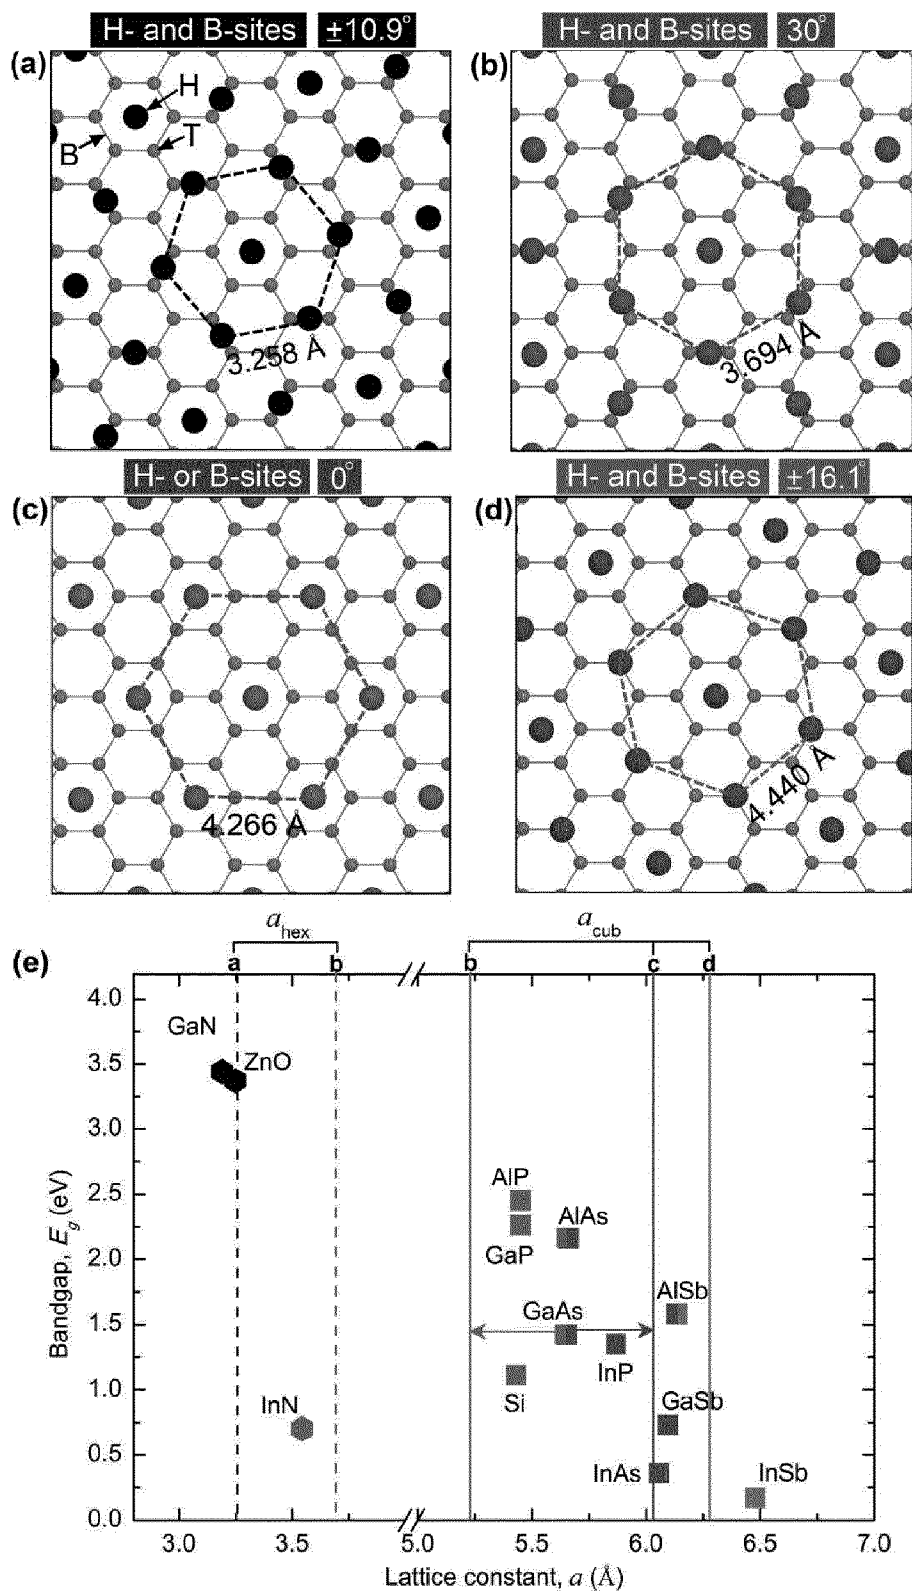 H- and B-sites ±10.9°
H- and B-sites 30°
(a)
H
B
T
3.258 Å
(b)
3.694 Å
H- or B-sites 0°
H- and B-sites ±16.1°
(c)
4.266 Å
(d)
4.440 Å
(e)
a hex
a cub
a b b c d
4.0
GaN
3.5
ZnO
3.0
2.5
AlP
AlAs
2.0
GaP
AlSb
1.5
GaAs
InP
1.0
Si
GaSb
InN
0.5
InAs
InSb
0.0
Bandgap, Eg (eV)
3.0 3.5 5.0 5.5 6.0 6.5 7.0
Lattice constant, a (Å)